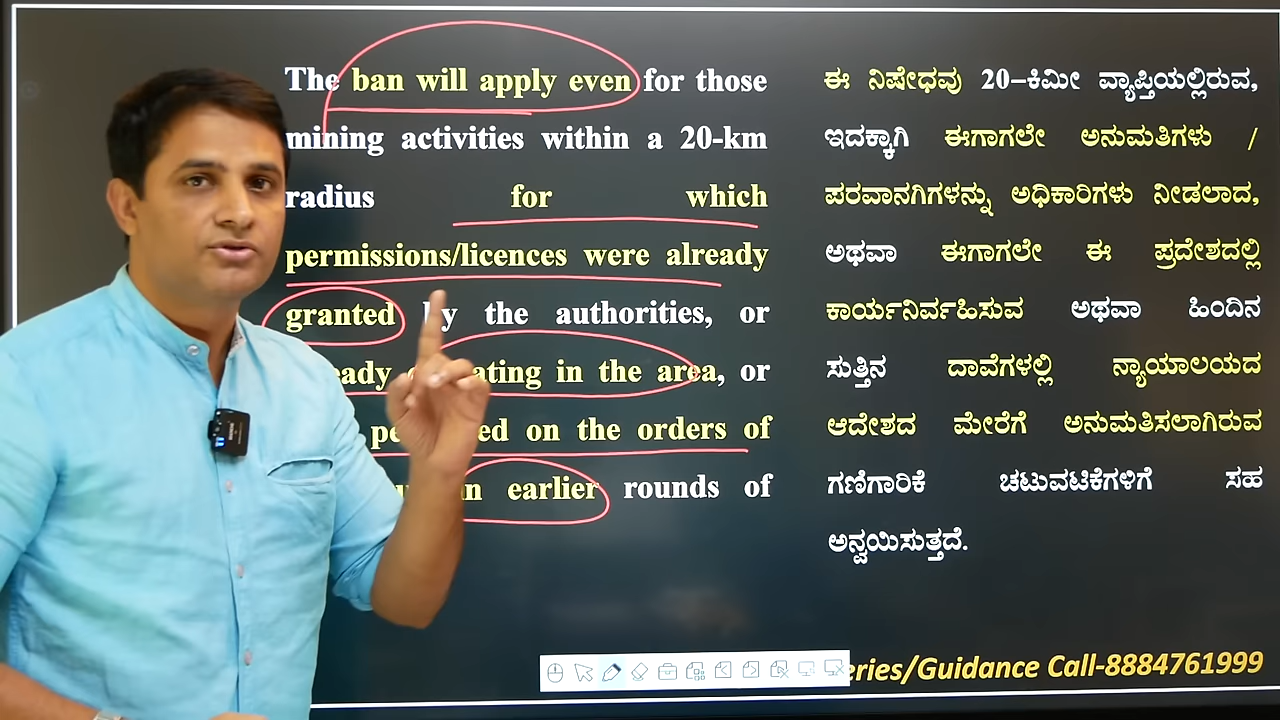 The ban will apply even for those
mining activities within a 20-km
radius for which
permissions/licences were already
granted by the authorities, or
in the area, or
on the orders of
earlier rounds of
ಈ ನಿಷೇಧವು 20-ಕಿಮೀ ವ್ಯಾಪ್ತಿಯಲ್ಲಿರುವ,
ಇದಕ್ಕಾಗಿ ಈಗಾಗಲೇ ಅನುಮತಿಗಳು /
ಪರವಾನಗಿಗಳನ್ನು ಅಧಿಕಾರಿಗಳು ನೀಡಲಾದ,
ಅಥವಾ ಈಗಾಗಲೇ ಈ ಪ್ರದೇಶದಲ್ಲಿ
ಕಾರ್ಯನಿರ್ವಹಿಸುವ ಅಥವಾ ಹಿಂದಿನ
ಸುತ್ತಿನ ದಾವೆಗಳಲ್ಲಿ ನ್ಯಾಯಾಲಯದ
ಆದೇಶದ ಮೇರೆಗೆ ಅನುಮತಿಸಲಾಗಿರುವ
ಗಣಿಗಾರಿಕೆ ಚಟುವಟಿಕೆಗಳಿಗೆ ಸಹ
ಅನ್ವಯಿಸುತ್ತದೆ.
eries/Guidance Call-8884761999